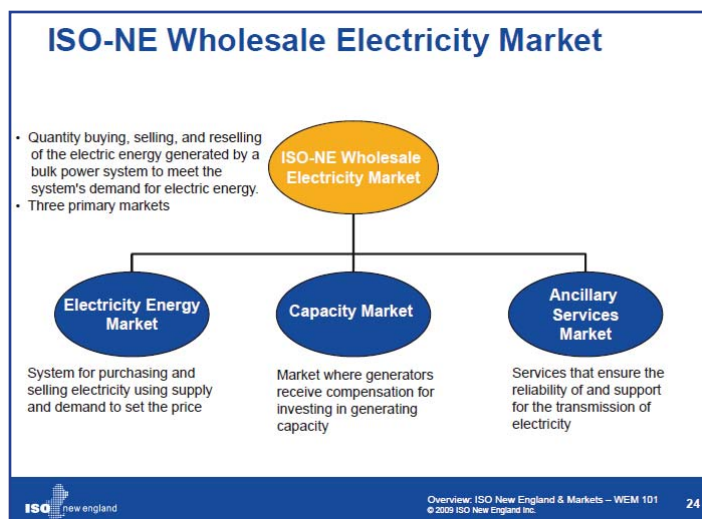 ISO-NE Wholesale Electricity Market
• Quantity buying, selling, and reselling
of the electric energy generated by a
bulk power system to meet the
system's demand for electric energy.
• Three primary markets
ISO-NE Wholesale
Electricity Market
Electricity Energy
Market
System for purchasing and
selling electricity using supply
and demand to set the price
Capacity Market
Market where generators
receive compensation for
investing in generating
capacity
Ancillary
Services
Market
Services that ensure the
reliability of and support
for the transmission of
electricity
ISO new england
Overview: ISO New England & Markets – WEM 101
© 2009 ISO New England Inc.
24